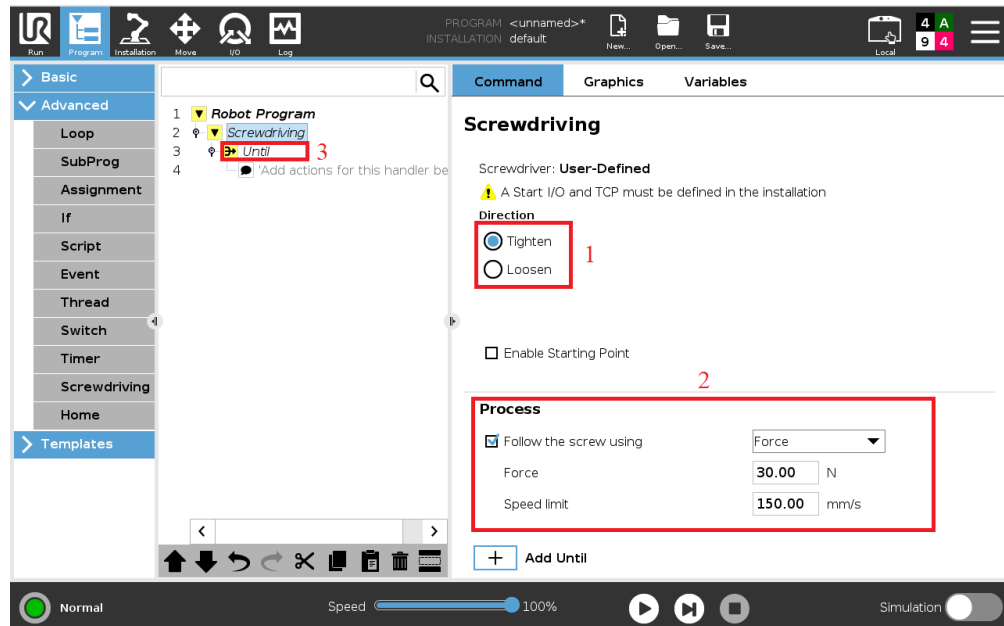 UR
PROGRAM <unnamed>*
INSTALLATION default
Run Program Installation Move I/O Log New... Open... Save... Local
4 A
9 4
Basic
Advanced
Loop
SubProg
Assignment
If
Script
Event
Thread
Switch
Timer
Screwdriving
Home
Templates
1 Robot Program
2 Screwdriving
3 Until 3
4 'Add actions for this handler be
Command Graphics Variables
Screwdriving
Screwdriver: User-Defined
A Start I/O and TCP must be defined in the installation
Direction
Tighten
Loosen
1
Enable Starting Point
2
Process
Follow the screw using Force
Force 30.00 N
Speed limit 150.00 mm/s
+ Add Until
Normal Speed 100% Simulation